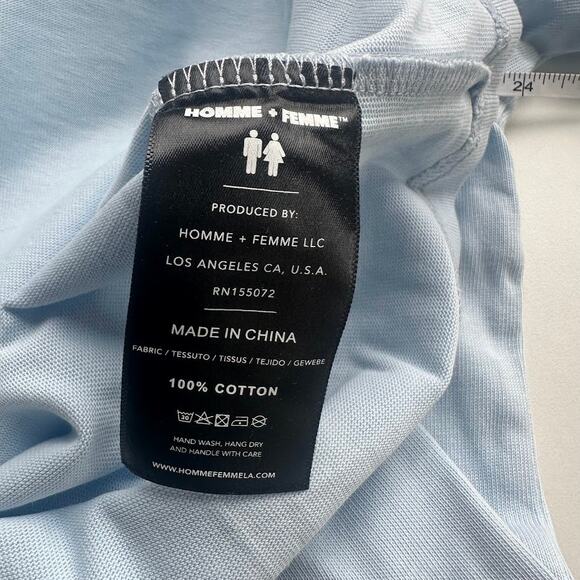 HOMME + FEMME™
PRODUCED BY:
HOMME + FEMME LLC
LOS ANGELES CA, U.S.A.
RN155072
MADE IN CHINA
FABRIC / TESSUTO / TISSUS / TEJIDO / GEWEBE
100% COTTON
30
HAND WASH, HANG DRY
AND HANDLE WITH CARE
WWW.HOMMEFEMMELA.COM
24